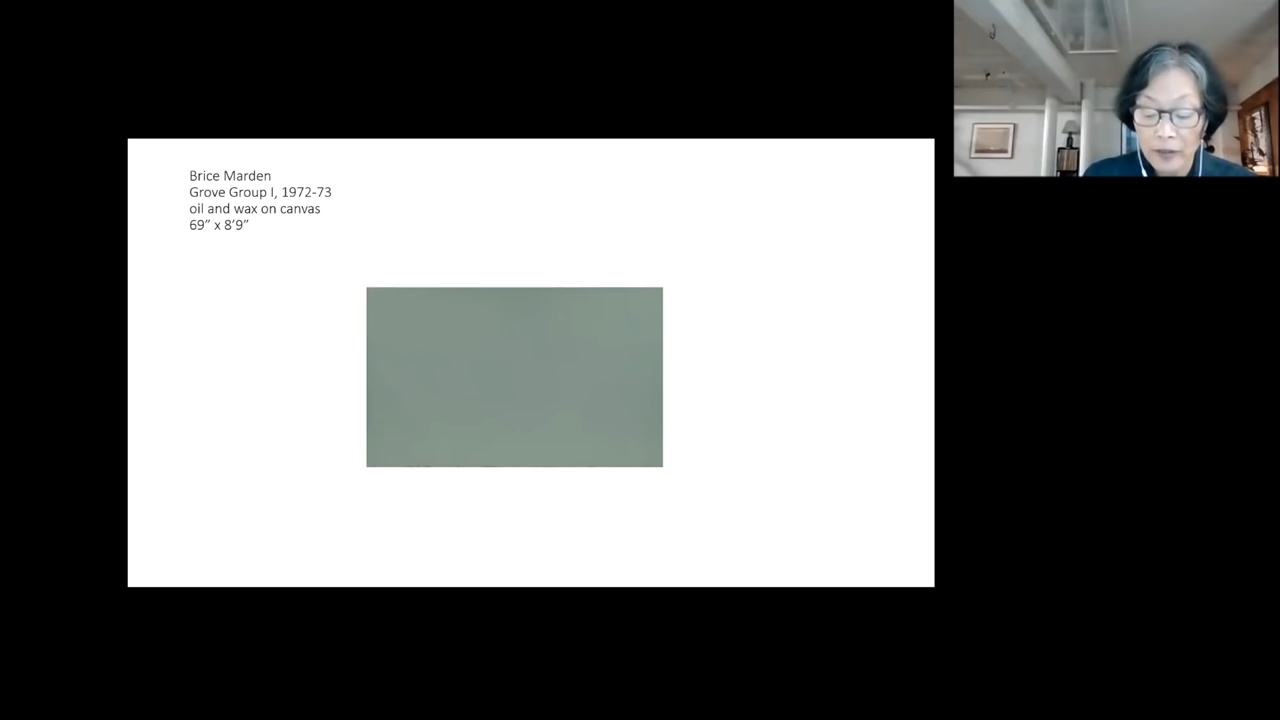 Brice Marden
Grove Group I, 1972-73
oil and wax on canvas
69” x 8’9”